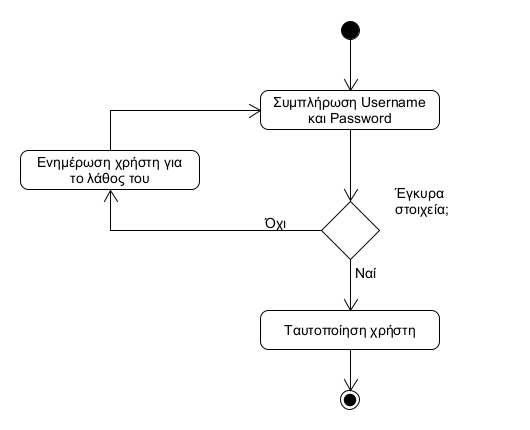 Συμπλήρωση Username
και Password
Ενημέρωση χρήστη για
το λάθος του
Έγκυρα
στοιχεία;
Όχι
Ναί
Ταυτοποίηση χρήστη